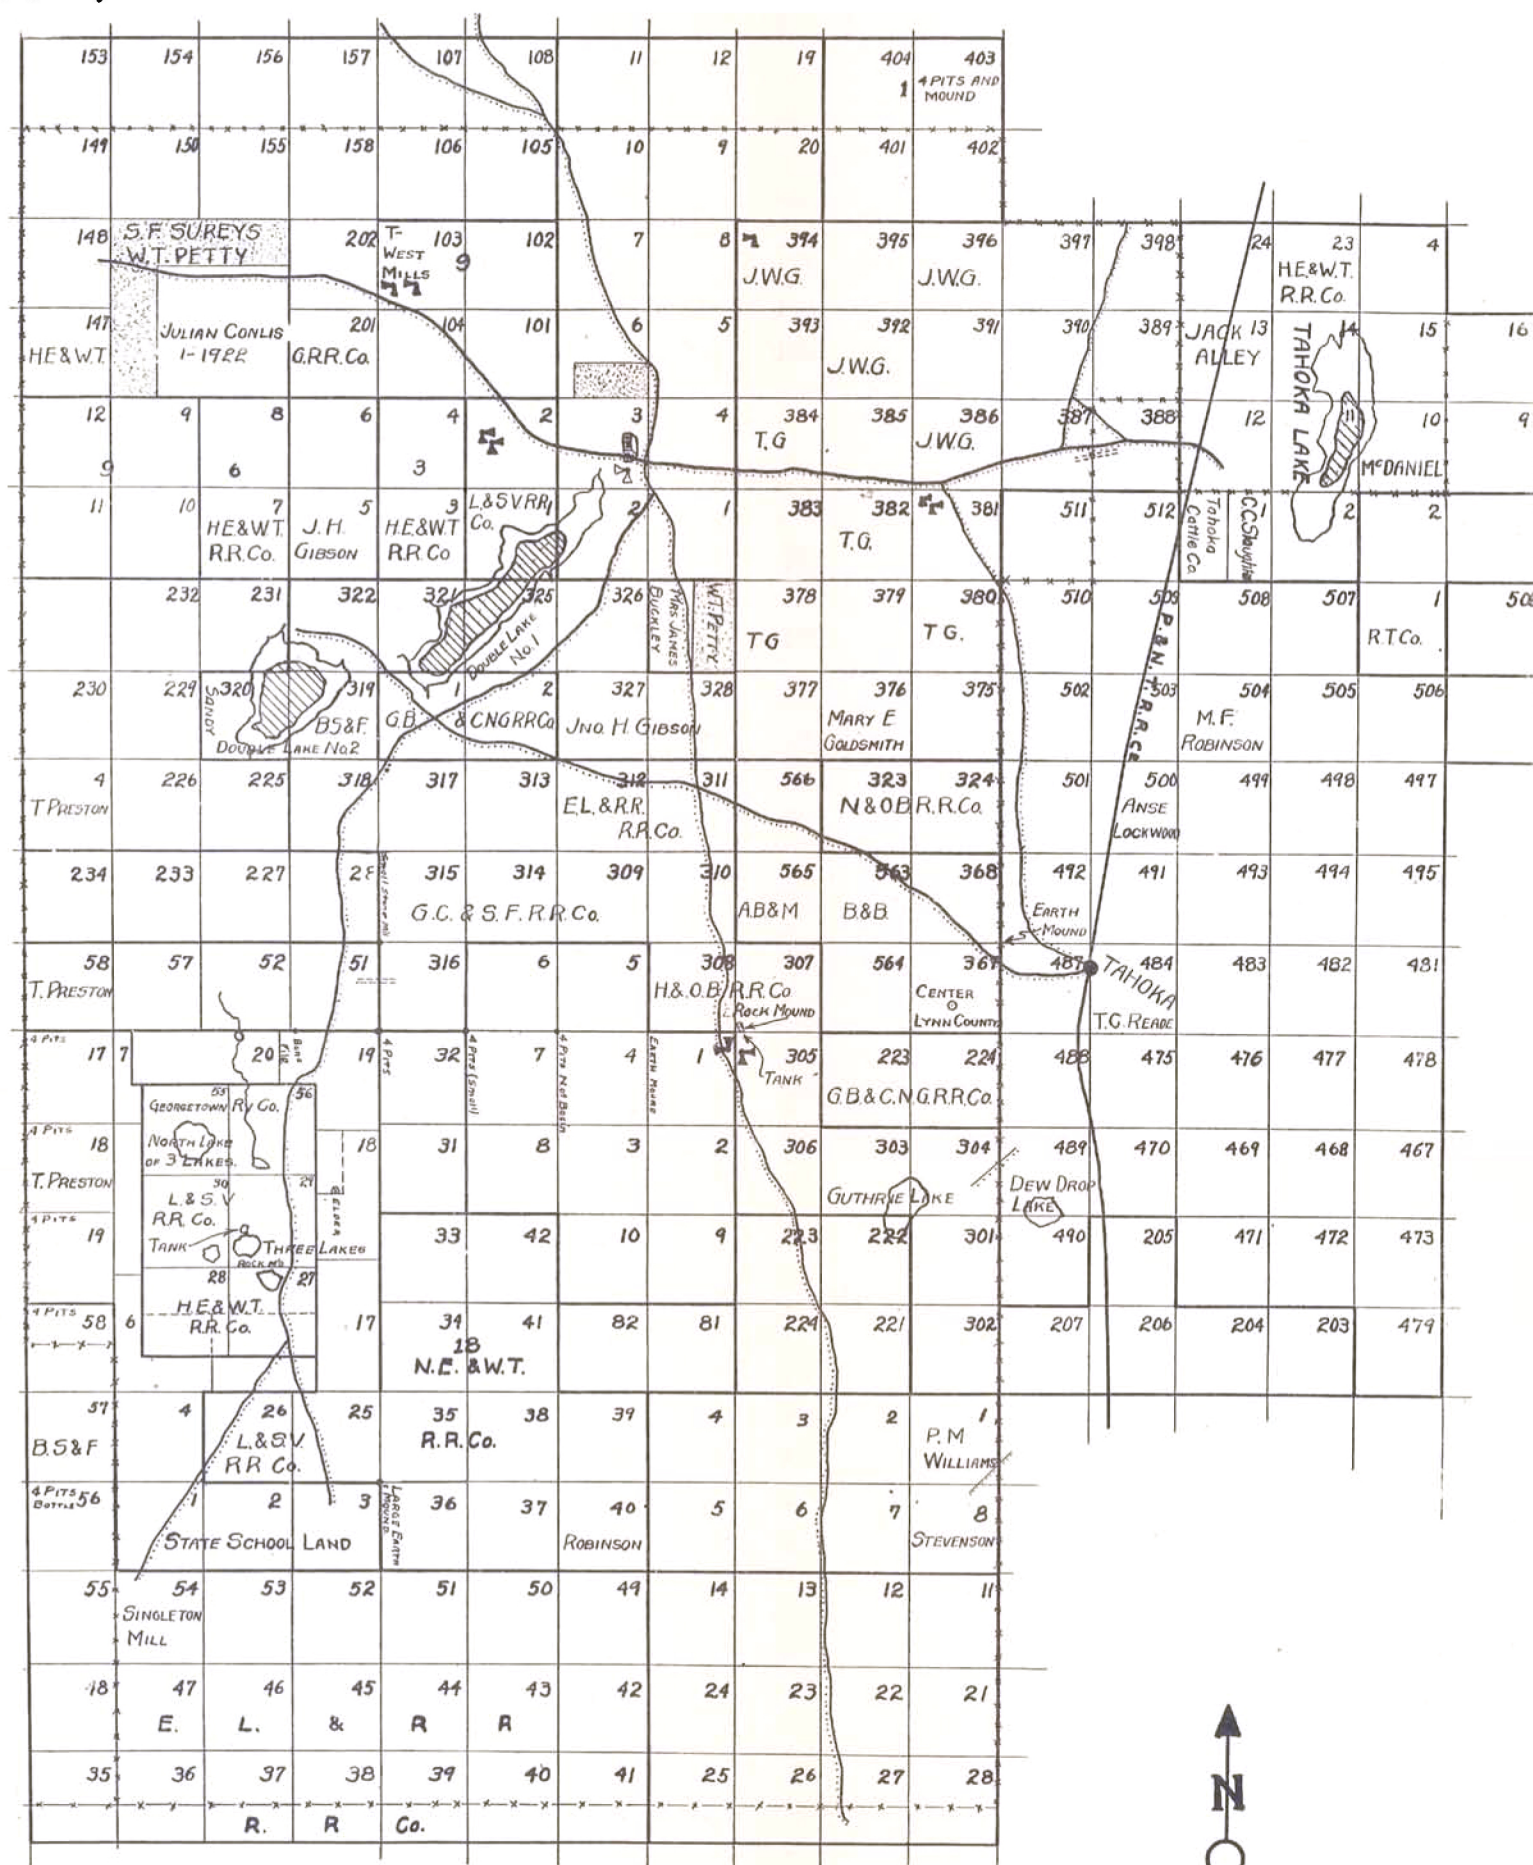 153 154 156 157 107 108 11 12 19 404 403
1 4 PITS AND
MOUND
149 150 155 158 106 105 10 9 20 401 402
148 S.F. SUREYS 202 T- 103 102 7 8 394 395 396 397 398 24 23 4
W.T. PETTY WEST 9
MILLS J.W.G. J.W.G. H.E.&W.T.
R.R.Co.
147 JULIAN CONLIS 201 104 101 6 5 393 392 391 390 389 JACK 13 14 15 16
HE&W.T. 1-1922 G.R.R.Co. J.W.G. ALLEY
TAHOKA LAKE
12 9 8 6 4 2 3 4 384 385 386 387 388 12 10 9
T.G J.W.G.
9 6 3 McDANIEL
11 10 7 5 3 L.&S.V.R.R. 1 2 1 383 382 381 511 512 1 2 2
H.E.&W.T. J.H. H.E.&W.T Co. T.G. Tahoka
R.R.Co. GIBSON R.R.Co Cattle Co.
232 231 322 321 325 326 378 379 380 510 509 508 507 1
BUCKLEY MRS JAMES W.T. PETTY TG T G. R.T.Co.
DOUBLE LAKE
No. 1
P.&N.T.R.R.Co
230 229 320 319 1 2 327 328 377 376 375 502 503 504 505 506
SANDY BS&F. G.B. & CNGRRCo JNO. H. GIBSON MARY E M.F.
DOUBLE LAKE No.2 GOLDSMITH ROBINSON
4 226 225 318 317 313 312 311 566 323 324 501 500 499 498 497
T PRESTON E.L.&R.R. N&OB R.R.Co. ANSE
R.R.Co. LOCKWOOD
234 233 227 28 315 314 309 310 565 563 368 492 491 493 494 495
G.C. & S.F. R.R.Co. A.B&M B.&B. EARTH
MOUND
58 57 52 51 316 6 5 308 307 564 367 487 484 483 482 481
TAHOKA
T. PRESTON H.&O.B.R.R.Co CENTER
ROCK MOUND LYNN COUNTY T.G. READE
4 PITS
17 7 20 19 32 7 4 1 305 223 224 488 475 476 477 478
4 PITS 4 PITS (Small) EARTH MOUND
TANK G.B&C.N.G.R.R.Co.
55 56
GEORGETOWN RY CO.
4 PITS
18 NORTH LAKE 18 31 8 3 2 306 303 304 489 470 469 468 467
OF 3 LAKES.
T. PRESTON 30 29 GUTHRIE LAKE DEW DROP
L.&S.V LAKE
R.R. Co.
4 PITS
19 TANK THREE LAKES 33 42 10 9 223 222 301 490 205 471 472 473
ROCK MD
28 27
4 PITS
58 6 H.E&W.T. 17 34 41 82 81 224 221 302 207 206 204 203 479
R.R. Co. 18
N.E. &W.T.
57 4 26 25 35 38 39 4 3 2 1
B.S&F L.&S.V. R.R.Co. P.M
R.R Co. WILLIAMS
4 PITS
BOTTLE 56 1 2 3 36 37 40 5 6 7 8
LARGE EARTH MOUND
STATE SCHOOL LAND ROBINSON STEVENSON
55 54 53 52 51 50 49 14 13 12 11
SINGLETON
MILL
18 47 46 45 44 43 42 24 23 22 21
E. L. & R R
35 36 37 38 39 40 41 25 26 27 28
R. R Co.
N